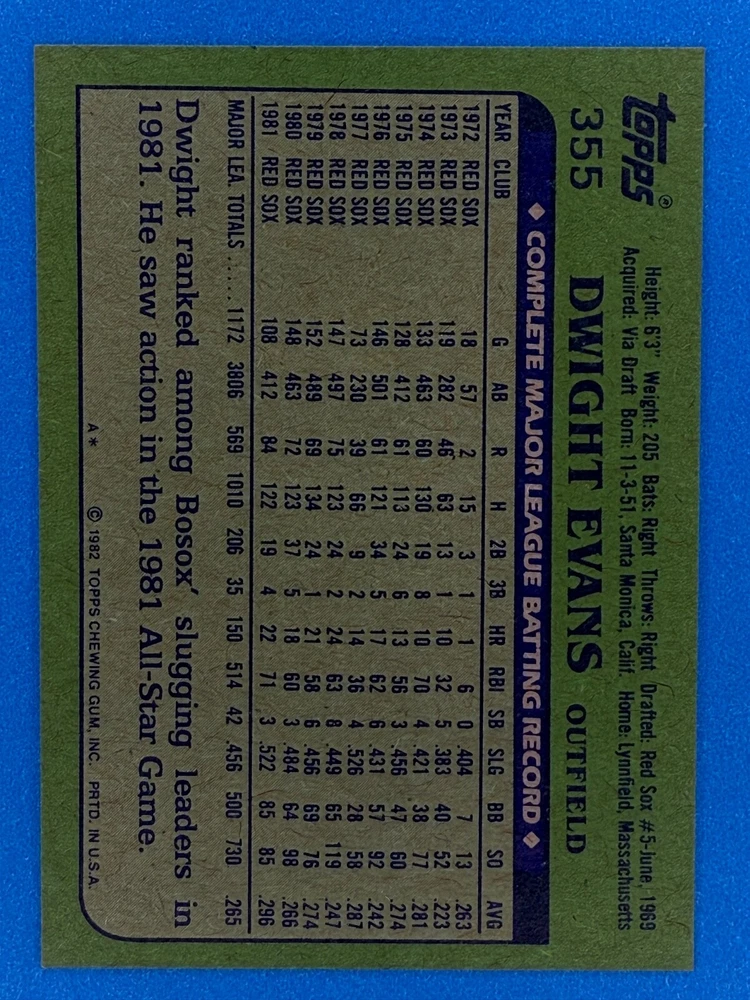 topps®
Height: 6'3" Weight: 205 Bats: Right Throws: Right Drafted: Red Sox #5-June, 1969
Acquired: Via Draft Born: 11-3-51, Santa Monica, Calif. Home: Lynnfield, Massachusetts
355 DWIGHT EVANS OUTFIELD
◆ COMPLETE MAJOR LEAGUE BATTING RECORD ◆
YEAR CLUB G AB R H 2B 3B HR RBI SB SLG BB SO AVG
1972 RED SOX 18 57 2 15 3 1 1 6 0 .404 7 13 .263
1973 RED SOX 119 282 46 63 13 1 10 32 5 .383 40 52 .223
1974 RED SOX 133 463 60 130 19 8 10 70 4 .421 38 77 .281
1975 RED SOX 128 412 61 113 24 6 13 56 3 .456 47 60 .274
1976 RED SOX 146 501 61 121 34 5 17 62 6 .431 57 92 .242
1977 RED SOX 73 230 39 66 9 2 14 36 4 .526 28 58 .287
1978 RED SOX 147 497 75 123 24 2 24 63 8 .449 65 119 .247
1979 RED SOX 152 489 69 134 24 1 21 58 6 .456 69 76 .274
1980 RED SOX 148 463 72 123 37 5 18 60 3 .484 64 98 .266
1981 RED SOX 108 412 84 122 19 4 22 71 3 .522 85 85 .296
MAJOR LEA. TOTALS ..... 1172 3806 569 1010 206 35 150 514 42 .456 500 730 .265
Dwight ranked among Bosox' slugging leaders in
1981. He saw action in the 1981 All-Star Game.
A* © 1982 TOPPS CHEWING GUM, INC. PRTD. IN U.S.A.